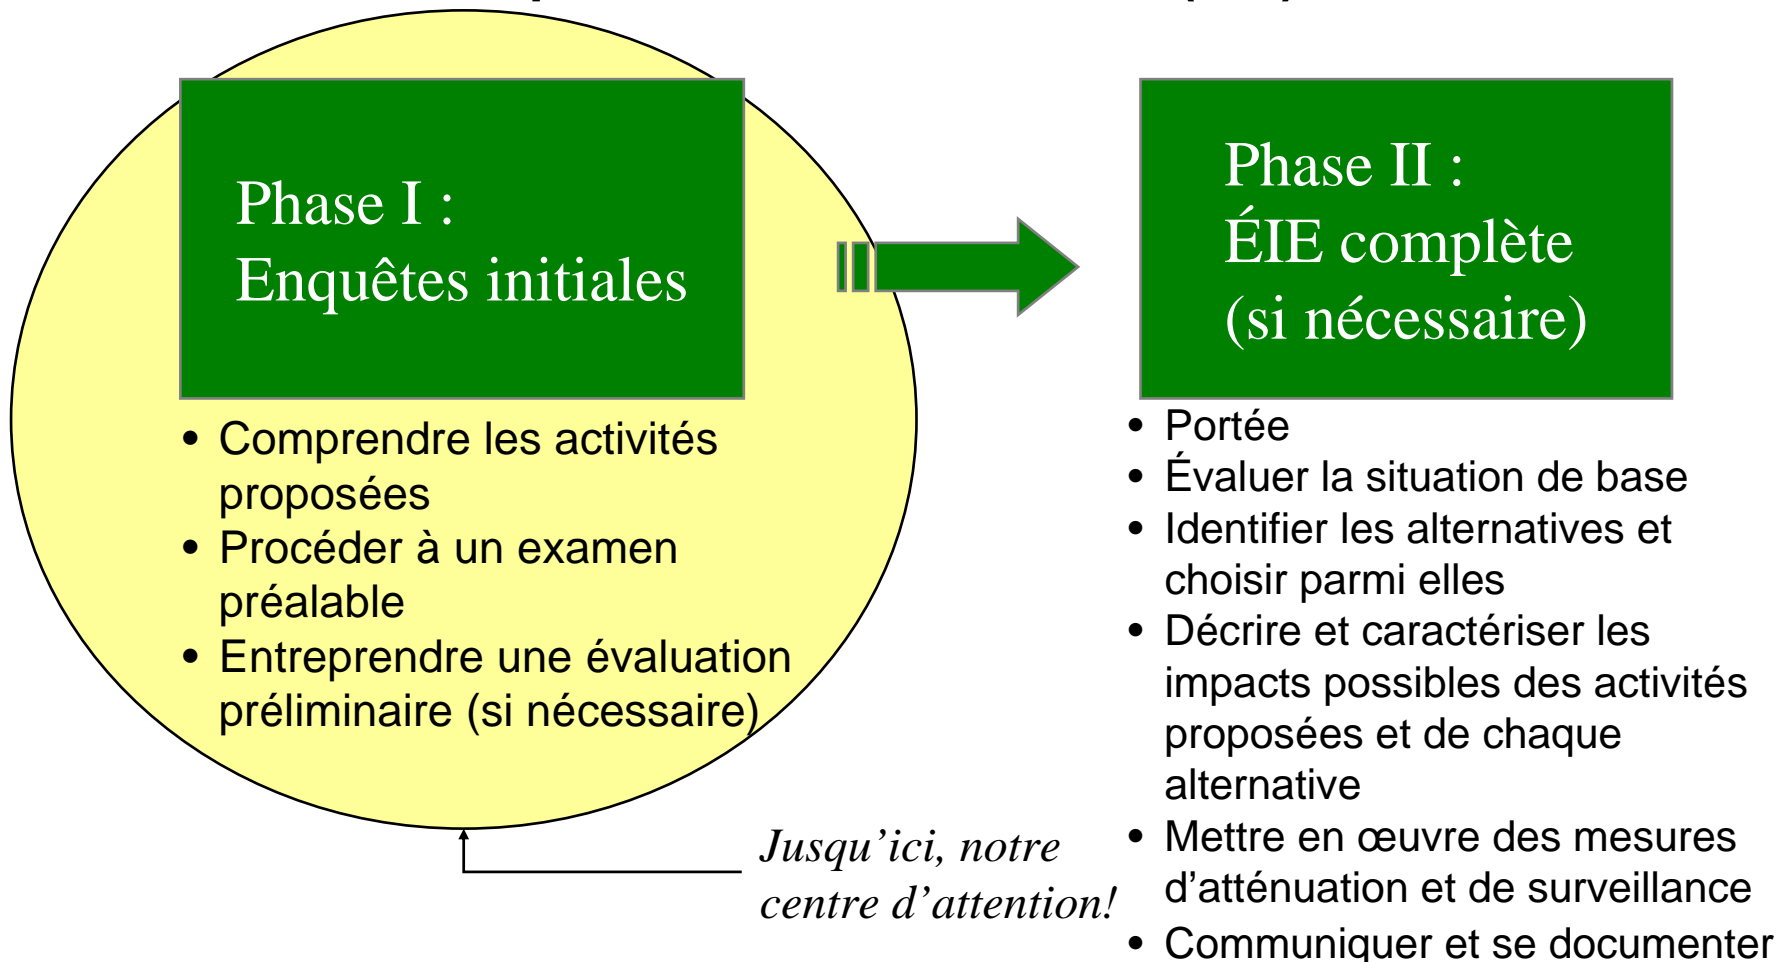 Phase I :
Enquêtes initiales
• Comprendre les activités
proposées
• Procéder à un examen
préalable
• Entreprendre une évaluation
préliminaire (si nécessaire)
Jusqu’ici, notre
centre d’attention!
Phase II :
ÉIE complète
(si nécessaire)
• Portée
• Évaluer la situation de base
• Identifier les alternatives et
choisir parmi elles
• Décrire et caractériser les
impacts possibles des activités
proposées et de chaque
alternative
• Mettre en œuvre des mesures
d’atténuation et de surveillance
• Communiquer et se documenter